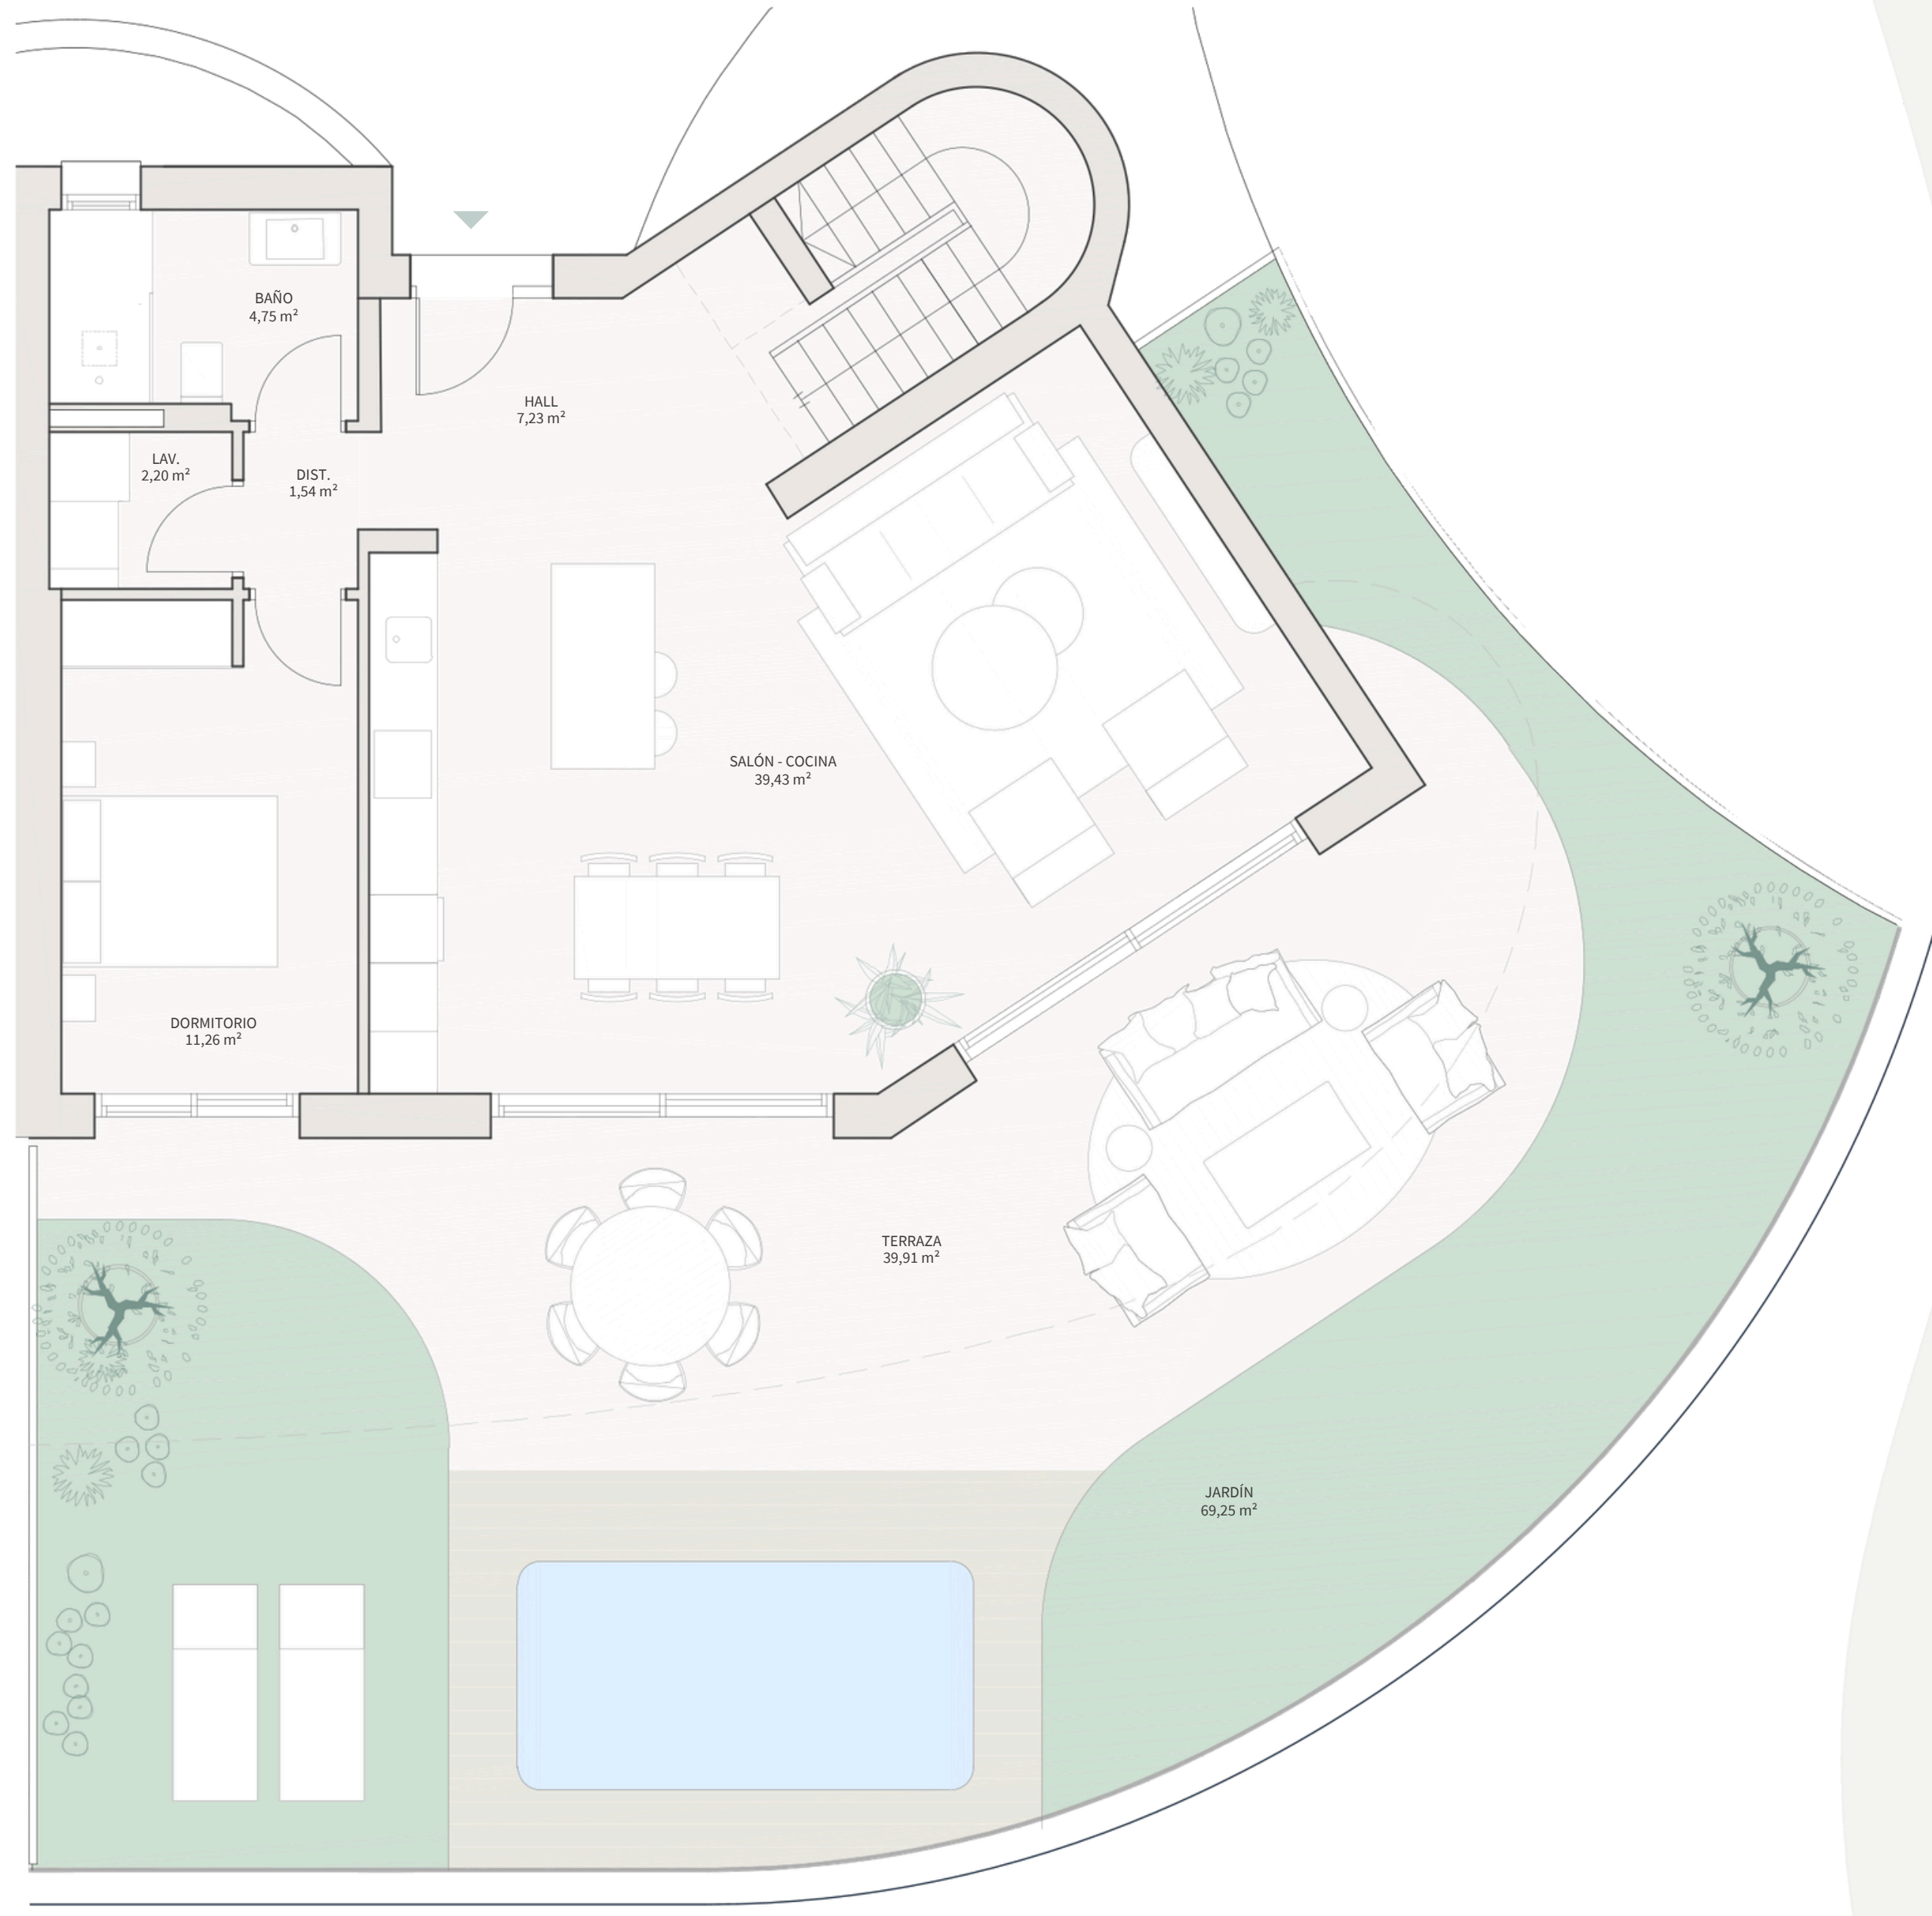 BAÑO
4,75 m²
HALL
7,23 m²
LAV.
2,20 m²
DIST.
1,54 m²
SALÓN - COCINA
39,43 m²
DORMITORIO
11,26 m²
TERRAZA
39,91 m²
JARDÍN
69,25 m²